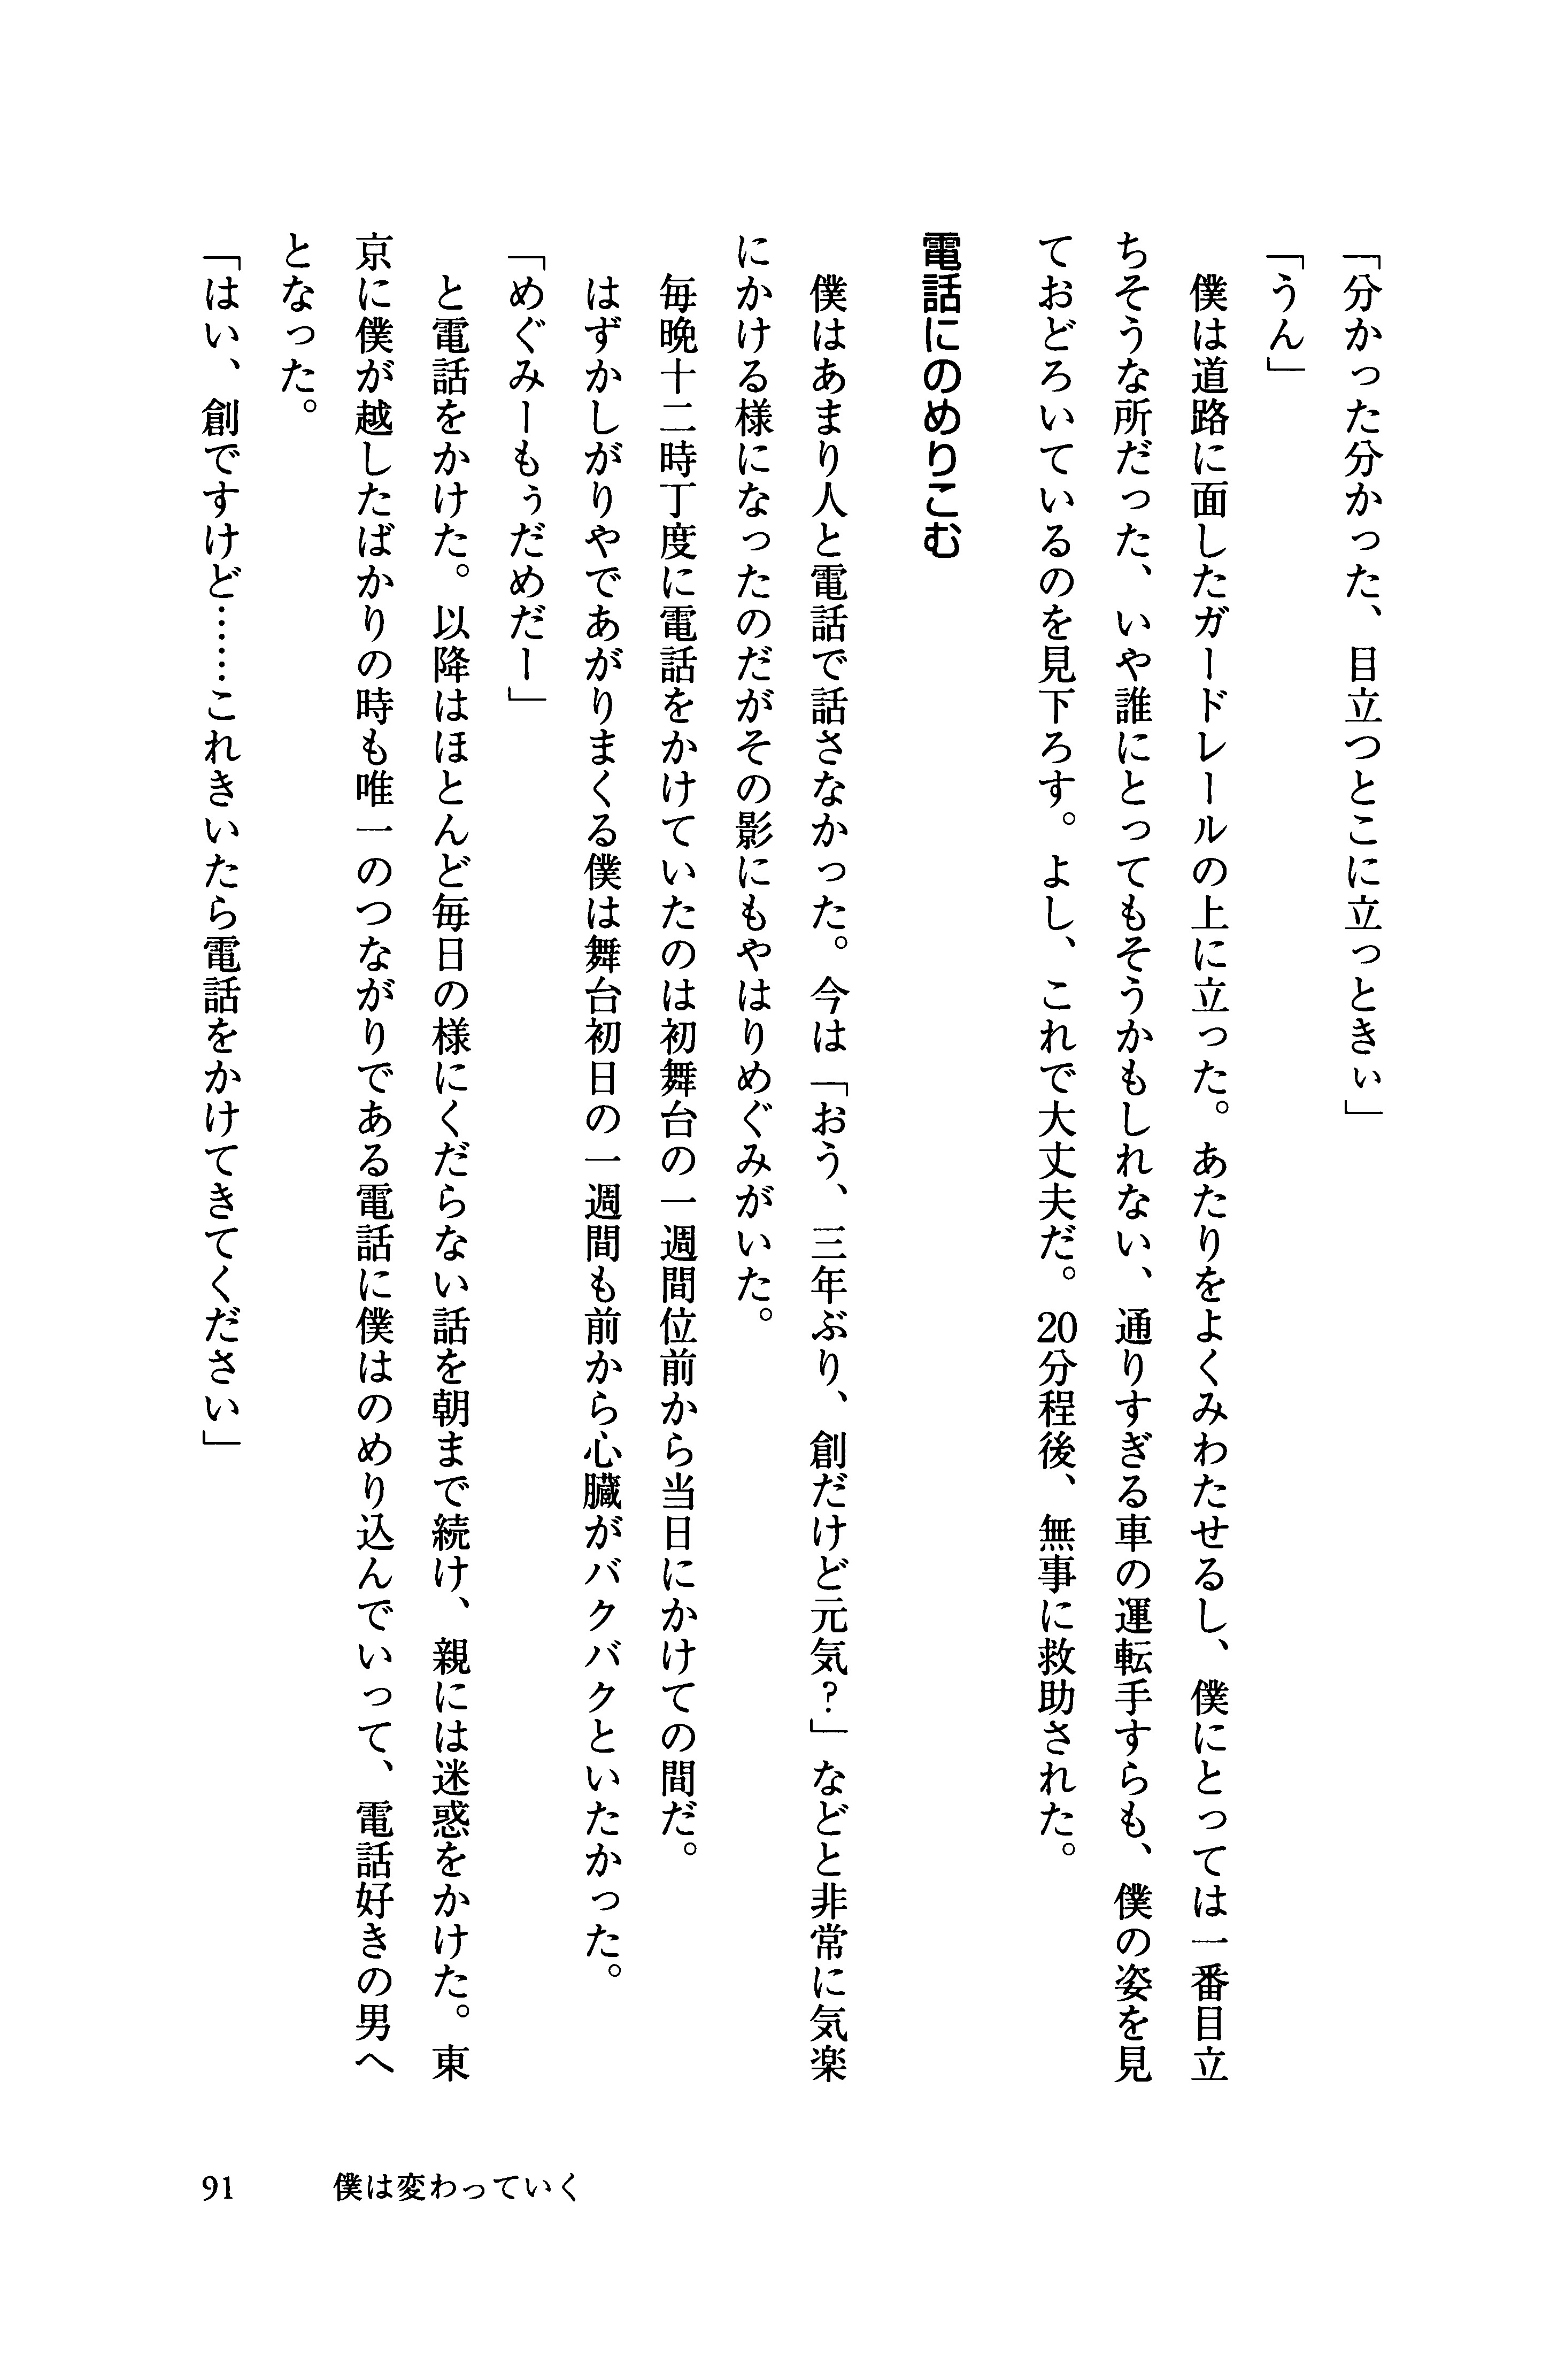 「分かった分かった、目立つとこに立っときぃ」
「うん」
　僕は道路に面したガードレールの上に立った。あたりをよくみわたせるし、僕にとっては一番目立
ちそうな所だった、いや誰にとってもそうかもしれない、通りすぎる車の運転手すらも、僕の姿を見
ておどろいているのを見下ろす。よし、これで大丈夫だ。20分程後、無事に救助された。
電話にのめりこむ
　僕はあまり人と電話で話さなかった。今は「おう、三年ぶり、創だけど元気?」などと非常に気楽
にかける様になったのだがその影にもやはりめぐみがいた。
　毎晩十二時丁度に電話をかけていたのは初舞台の一週間位前から当日にかけての間だ。
　はずかしがりやであがりまくる僕は舞台初日の一週間も前から心臓がバクバクといたかった。
「めぐみーもぅだめだー」
　と電話をかけた。以降はほとんど毎日の様にくだらない話を朝まで続け、親には迷惑をかけた。東
京に僕が越したばかりの時も唯一のつながりである電話に僕はのめり込んでいって、電話好きの男へ
となった。
「はい、創ですけど……これきいたら電話をかけてきてください」
91　僕は変わっていく